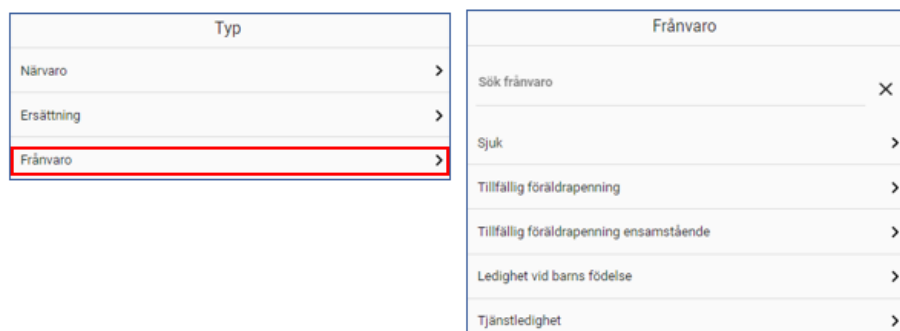 Typ
Närvaro
Ersättning
Frånvaro
Frånvaro
Sök frånvaro
Sjuk
Tillfällig föräldrapenning
Tillfällig föräldrapenning ensamstående
Ledighet vid barns födelse
Tjänstledighet